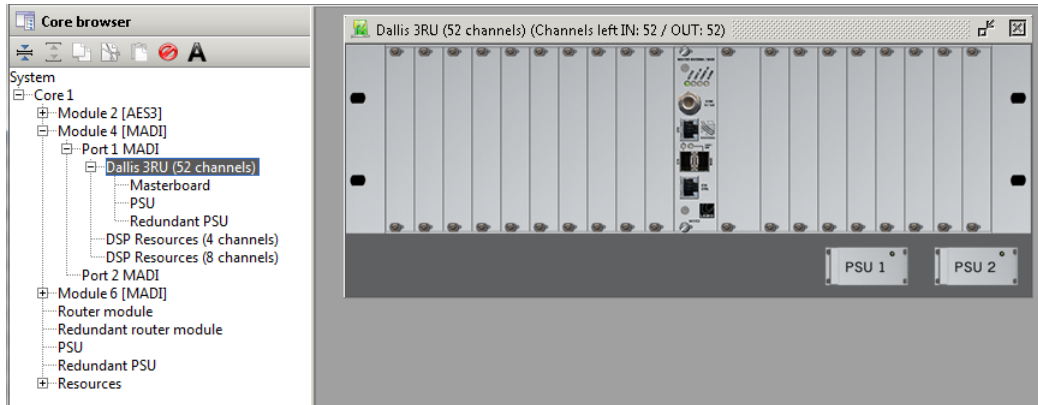 Core browser
A
System
Core 1
Module 2 [AES3]
Module 4 [MADI]
Port 1 MADI
Dallis 3RU (52 channels)
Masterboard
PSU
Redundant PSU
DSP Resources (4 channels)
DSP Resources (8 channels)
Port 2 MADI
Module 6 [MADI]
Router module
Redundant router module
PSU
Redundant PSU
Resources
Dallis 3RU (52 channels) (Channels left IN: 52 / OUT: 52)
PSU 1
PSU 2